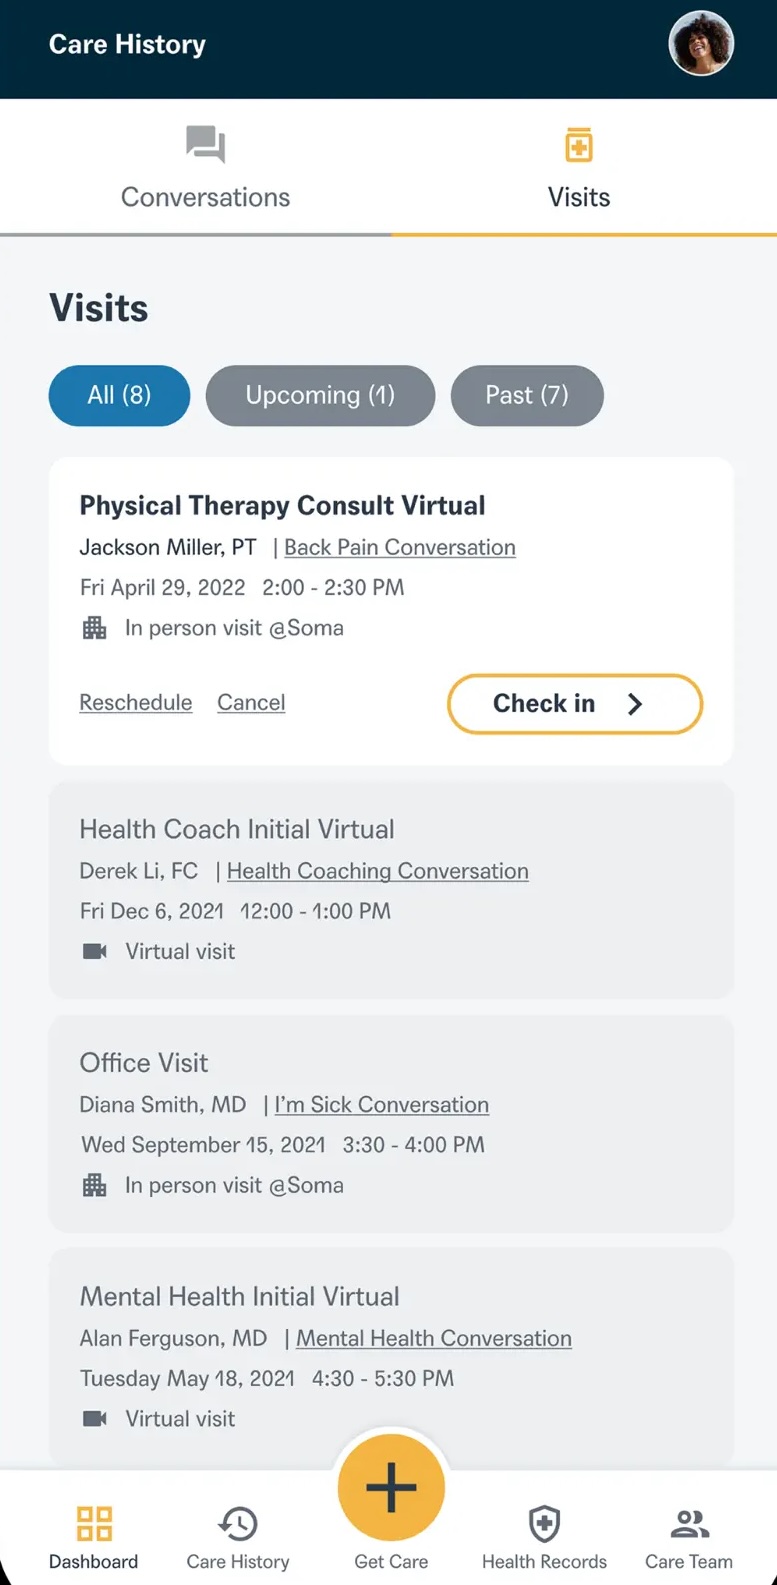 Care History
Conversations
Visits
Visits
All (8)
Upcoming (1)
Past (7)
Physical Therapy Consult Virtual
Jackson Miller, PT | Back Pain Conversation
Fri April 29, 2022 2:00 - 2:30 PM
In person visit @Soma
Reschedule Cancel Check in
Health Coach Initial Virtual
Derek Li, FC | Health Coaching Conversation
Fri Dec 6, 2021 12:00 - 1:00 PM
Virtual visit
Office Visit
Diana Smith, MD | I'm Sick Conversation
Wed September 15, 2021 3:30 - 4:00 PM
In person visit @Soma
Mental Health Initial Virtual
Alan Ferguson, MD | Mental Health Conversation
Tuesday May 18, 2021 4:30 - 5:30 PM
Virtual visit
Dashboard
Care History
Get Care
Health Records
Care Team